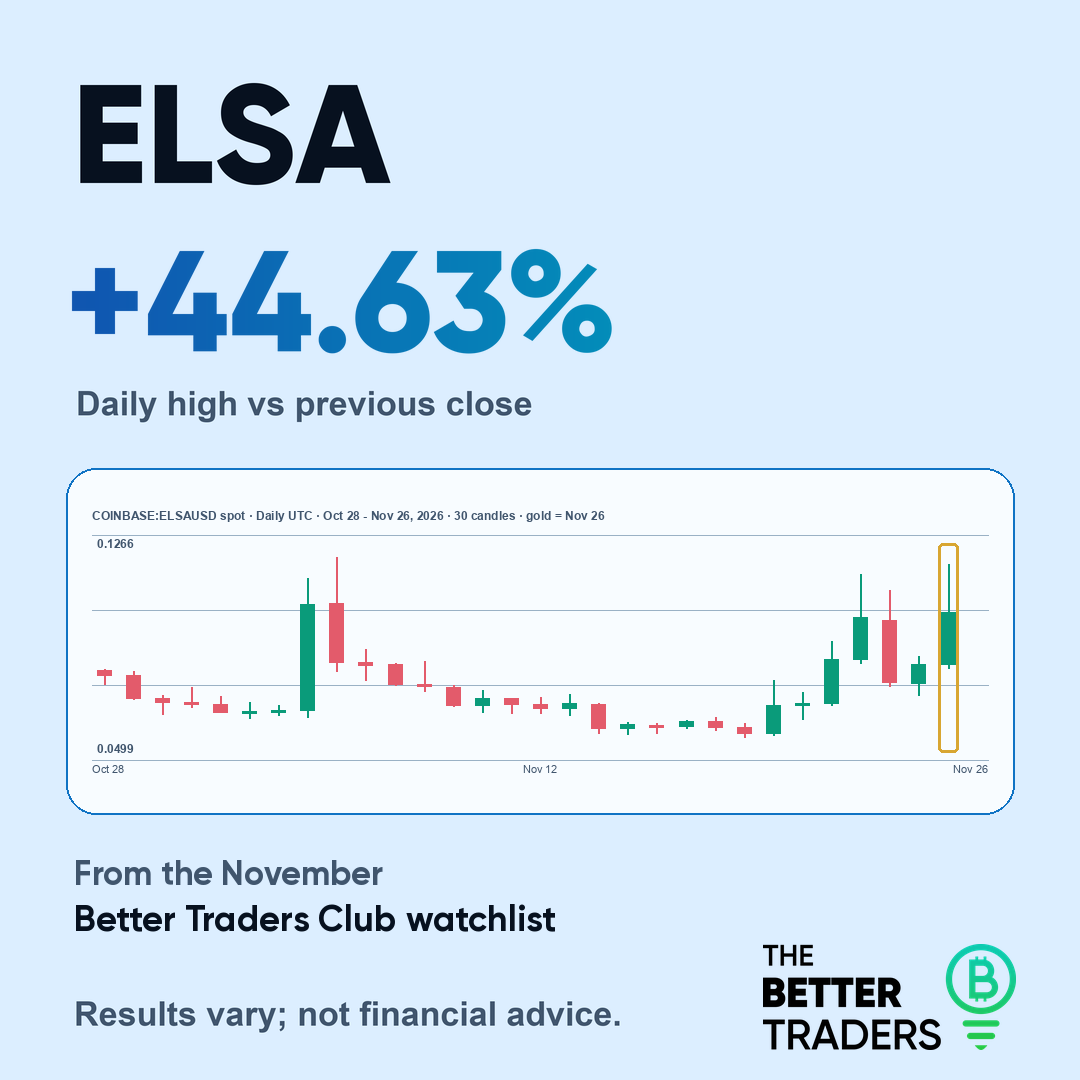 ELSA
+44.63%
Daily high vs previous close
COINBASE:ELSAUSD spot · Daily UTC · Oct 28 - Nov 26, 2026 · 30 candles · gold = Nov 26
0.1266
0.0499
Oct 28
Nov 12
Nov 26
From the November
Better Traders Club watchlist
Results vary; not financial advice.
THE
BETTER
TRADERS